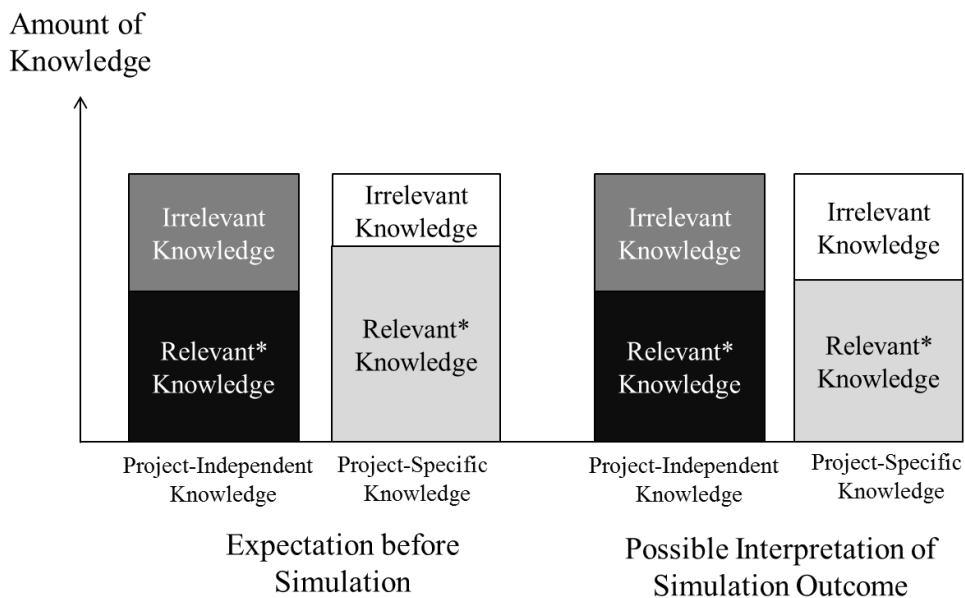 Amount of
Knowledge
Irrelevant
Knowledge
Relevant*
Knowledge
Irrelevant
Knowledge
Relevant*
Knowledge
Irrelevant
Knowledge
Relevant*
Knowledge
Irrelevant
Knowledge
Relevant*
Knowledge
Project-Independent
Knowledge
Project-Specific
Knowledge
Project-Independent
Knowledge
Project-Specific
Knowledge
Expectation before
Simulation
Possible Interpretation of
Simulation Outcome